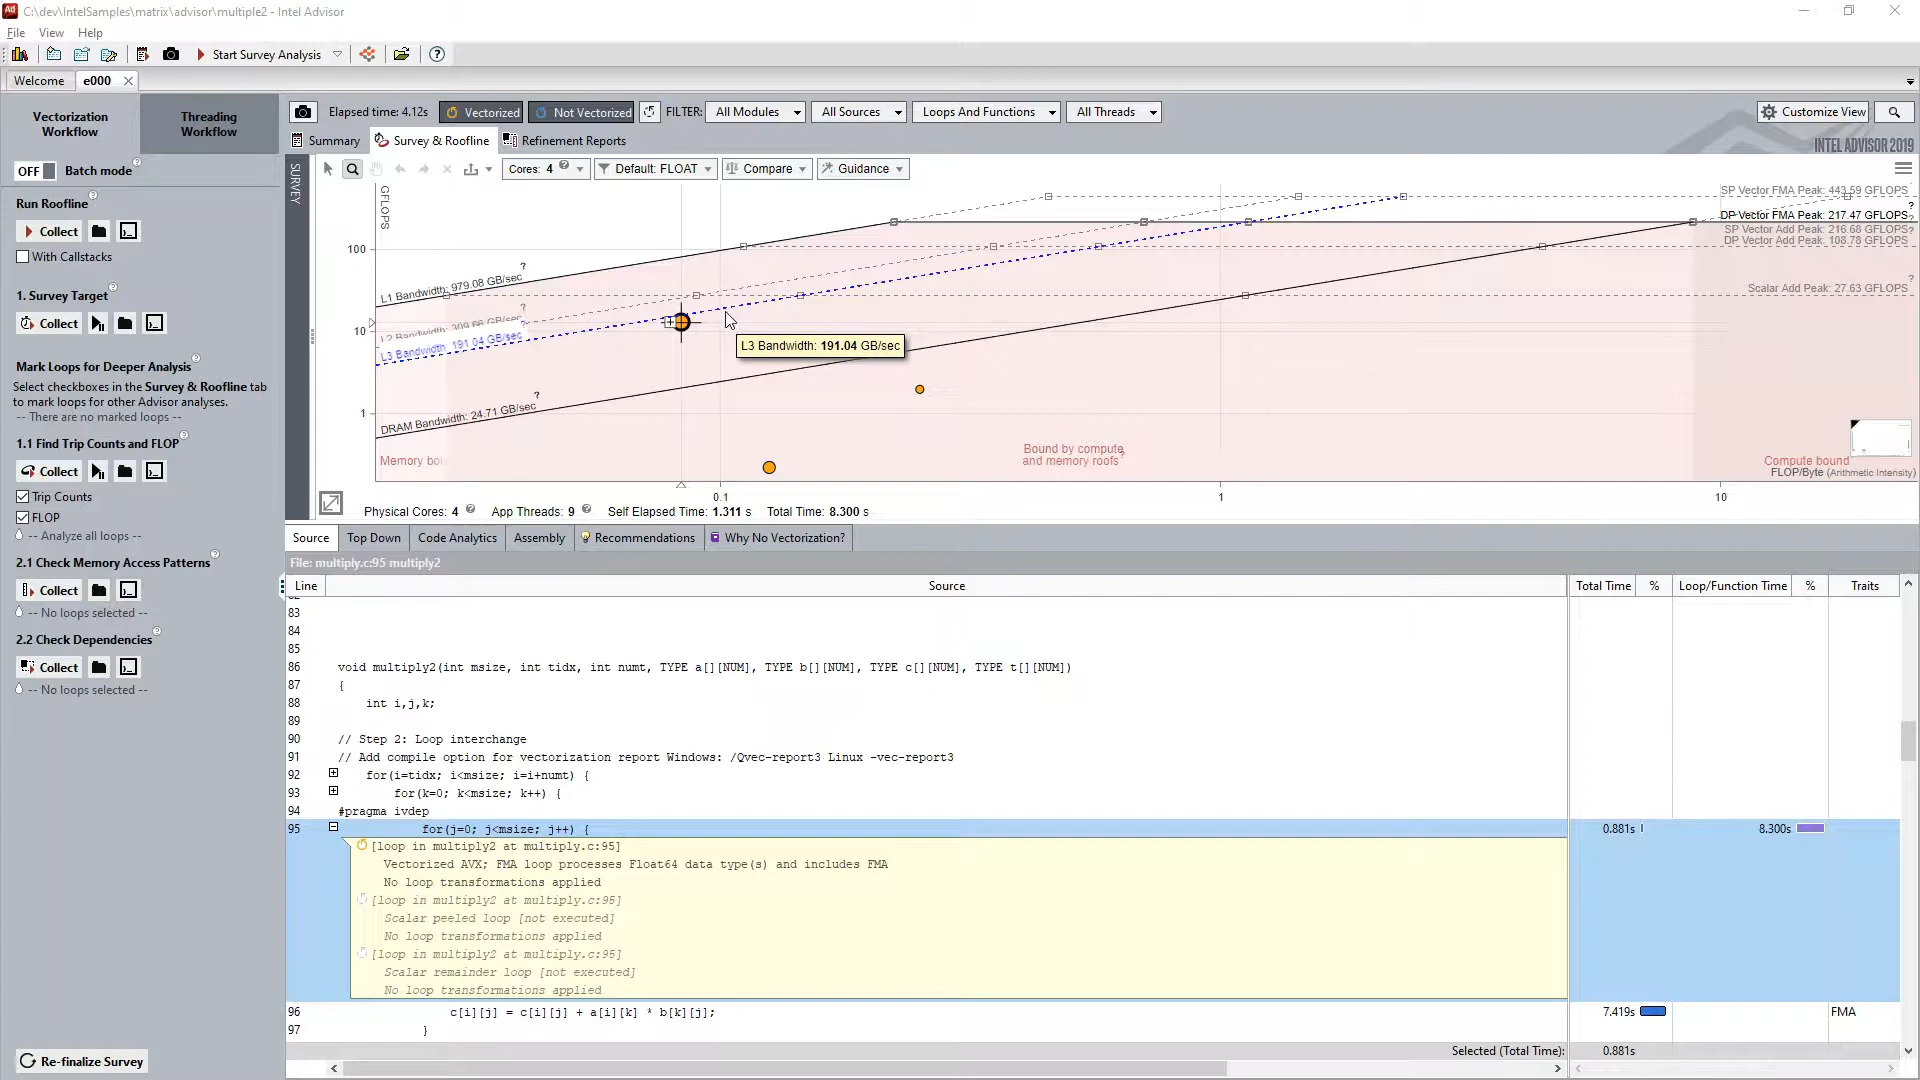 C:\dev\IntelSamples\matrix\advisor\multiple2 - Intel Advisor
File View Help
Start Survey Analysis
Welcome e000
Vectorization Workflow
Threading Workflow
OFF Batch mode
Run Roofline
Collect
With Callstacks
1. Survey Target
Collect
Mark Loops for Deeper Analysis
Select checkboxes in the Survey & Roofline tab
to mark loops for other Advisor analyses.
-- There are no marked loops --
1.1 Find Trip Counts and FLOP
Collect
Trip Counts
FLOP
-- Analyze all loops --
2.1 Check Memory Access Patterns
Collect
-- No loops selected --
2.2 Check Dependencies
Collect
-- No loops selected --
Re-finalize Survey
Elapsed time: 4.12s Vectorized Not Vectorized FILTER: All Modules All Sources Loops And Functions All Threads Customize View
Summary Survey & Roofline Refinement Reports
INTEL ADVISOR 2019
SURVEY
Cores: 4 Default: FLOAT Compare Guidance
GFLOPS
SP Vector FMA Peak: 443.59 GFLOPS
DP Vector FMA Peak: 217.47 GFLOPS
SP Vector Add Peak: 216.68 GFLOPS
DP Vector Add Peak: 108.78 GFLOPS
100
L1 Bandwidth: 979.08 GB/sec
Scalar Add Peak: 27.63 GFLOPS
L2 Bandwidth: 309.66 GB/sec
10
L3 Bandwidth: 191.04 GB/sec
L3 Bandwidth: 191.04 GB/sec
1
DRAM Bandwidth: 24.71 GB/sec
Memory bou
Bound by compute
and memory roofs
Compute bound
FLOP/Byte (Arithmetic Intensity)
0.1 1 10
Physical Cores: 4 App Threads: 9 Self Elapsed Time: 1.311 s Total Time: 8.300 s
Source Top Down Code Analytics Assembly Recommendations Why No Vectorization?
File: multiply.c:95 multiply2
Line Source Total Time % Loop/Function Time % Traits
83
84
85
86 void multiply2(int msize, int tidx, int numt, TYPE a[][NUM], TYPE b[][NUM], TYPE c[][NUM], TYPE t[][NUM])
87 {
88 int i,j,k;
89
90 // Step 2: Loop interchange
91 // Add compile option for vectorization report Windows: /Qvec-report3 Linux -vec-report3
92 for(i=tidx; i<msize; i=i+numt) {
93 for(k=0; k<msize; k++) {
94 #pragma ivdep
95 for(j=0; j<msize; j++) { 0.881s 8.300s
[loop in multiply2 at multiply.c:95]
Vectorized AVX; FMA loop processes Float64 data type(s) and includes FMA
No loop transformations applied
[loop in multiply2 at multiply.c:95]
Scalar peeled loop [not executed]
No loop transformations applied
[loop in multiply2 at multiply.c:95]
Scalar remainder loop [not executed]
No loop transformations applied
96 c[i][j] = c[i][j] + a[i][k] * b[k][j]; 7.419s FMA
97 }
Selected (Total Time): 0.881s